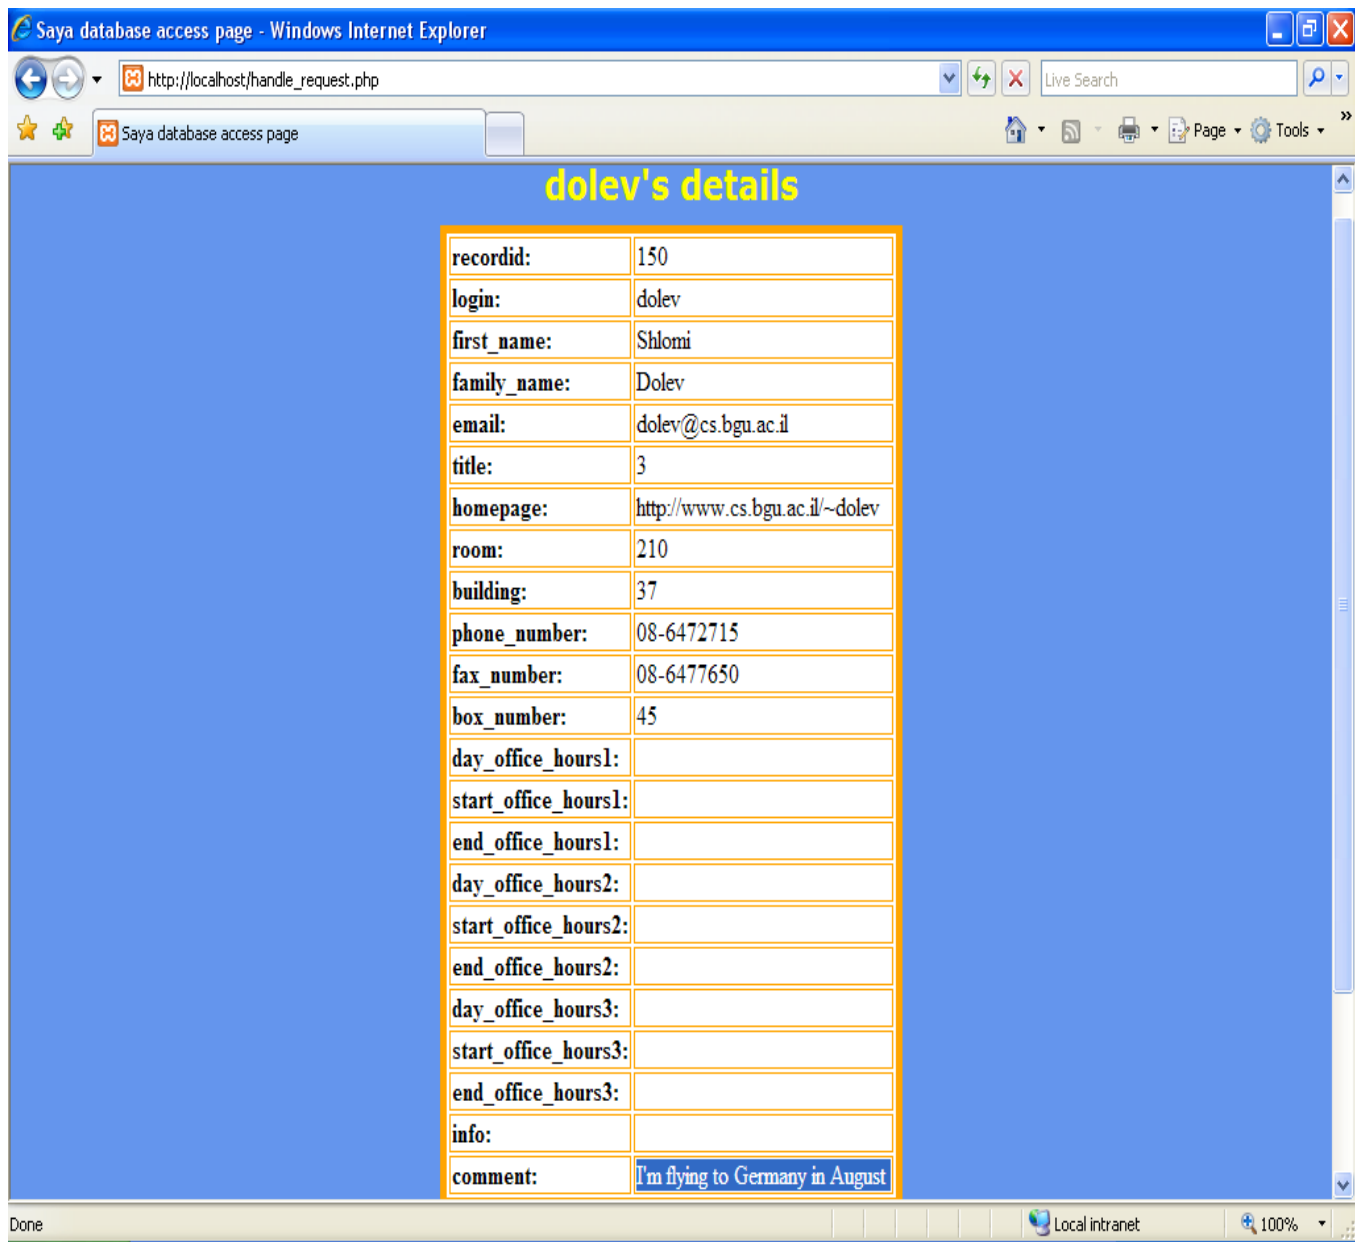 Saya database access page - Windows Internet Explorer
http://localhost/handle_request.php
Live Search
Saya database access page
Page
Tools
dolev's details
recordid: 150
login: dolev
first_name: Shlomi
family_name: Dolev
email: dolev@cs.bgu.ac.il
title: 3
homepage: http://www.cs.bgu.ac.il/~dolev
room: 210
building: 37
phone_number: 08-6472715
fax_number: 08-6477650
box_number: 45
day_office_hours1:
start_office_hours1:
end_office_hours1:
day_office_hours2:
start_office_hours2:
end_office_hours2:
day_office_hours3:
start_office_hours3:
end_office_hours3:
info:
comment: I'm flying to Germany in August
Done
Local intranet
100%